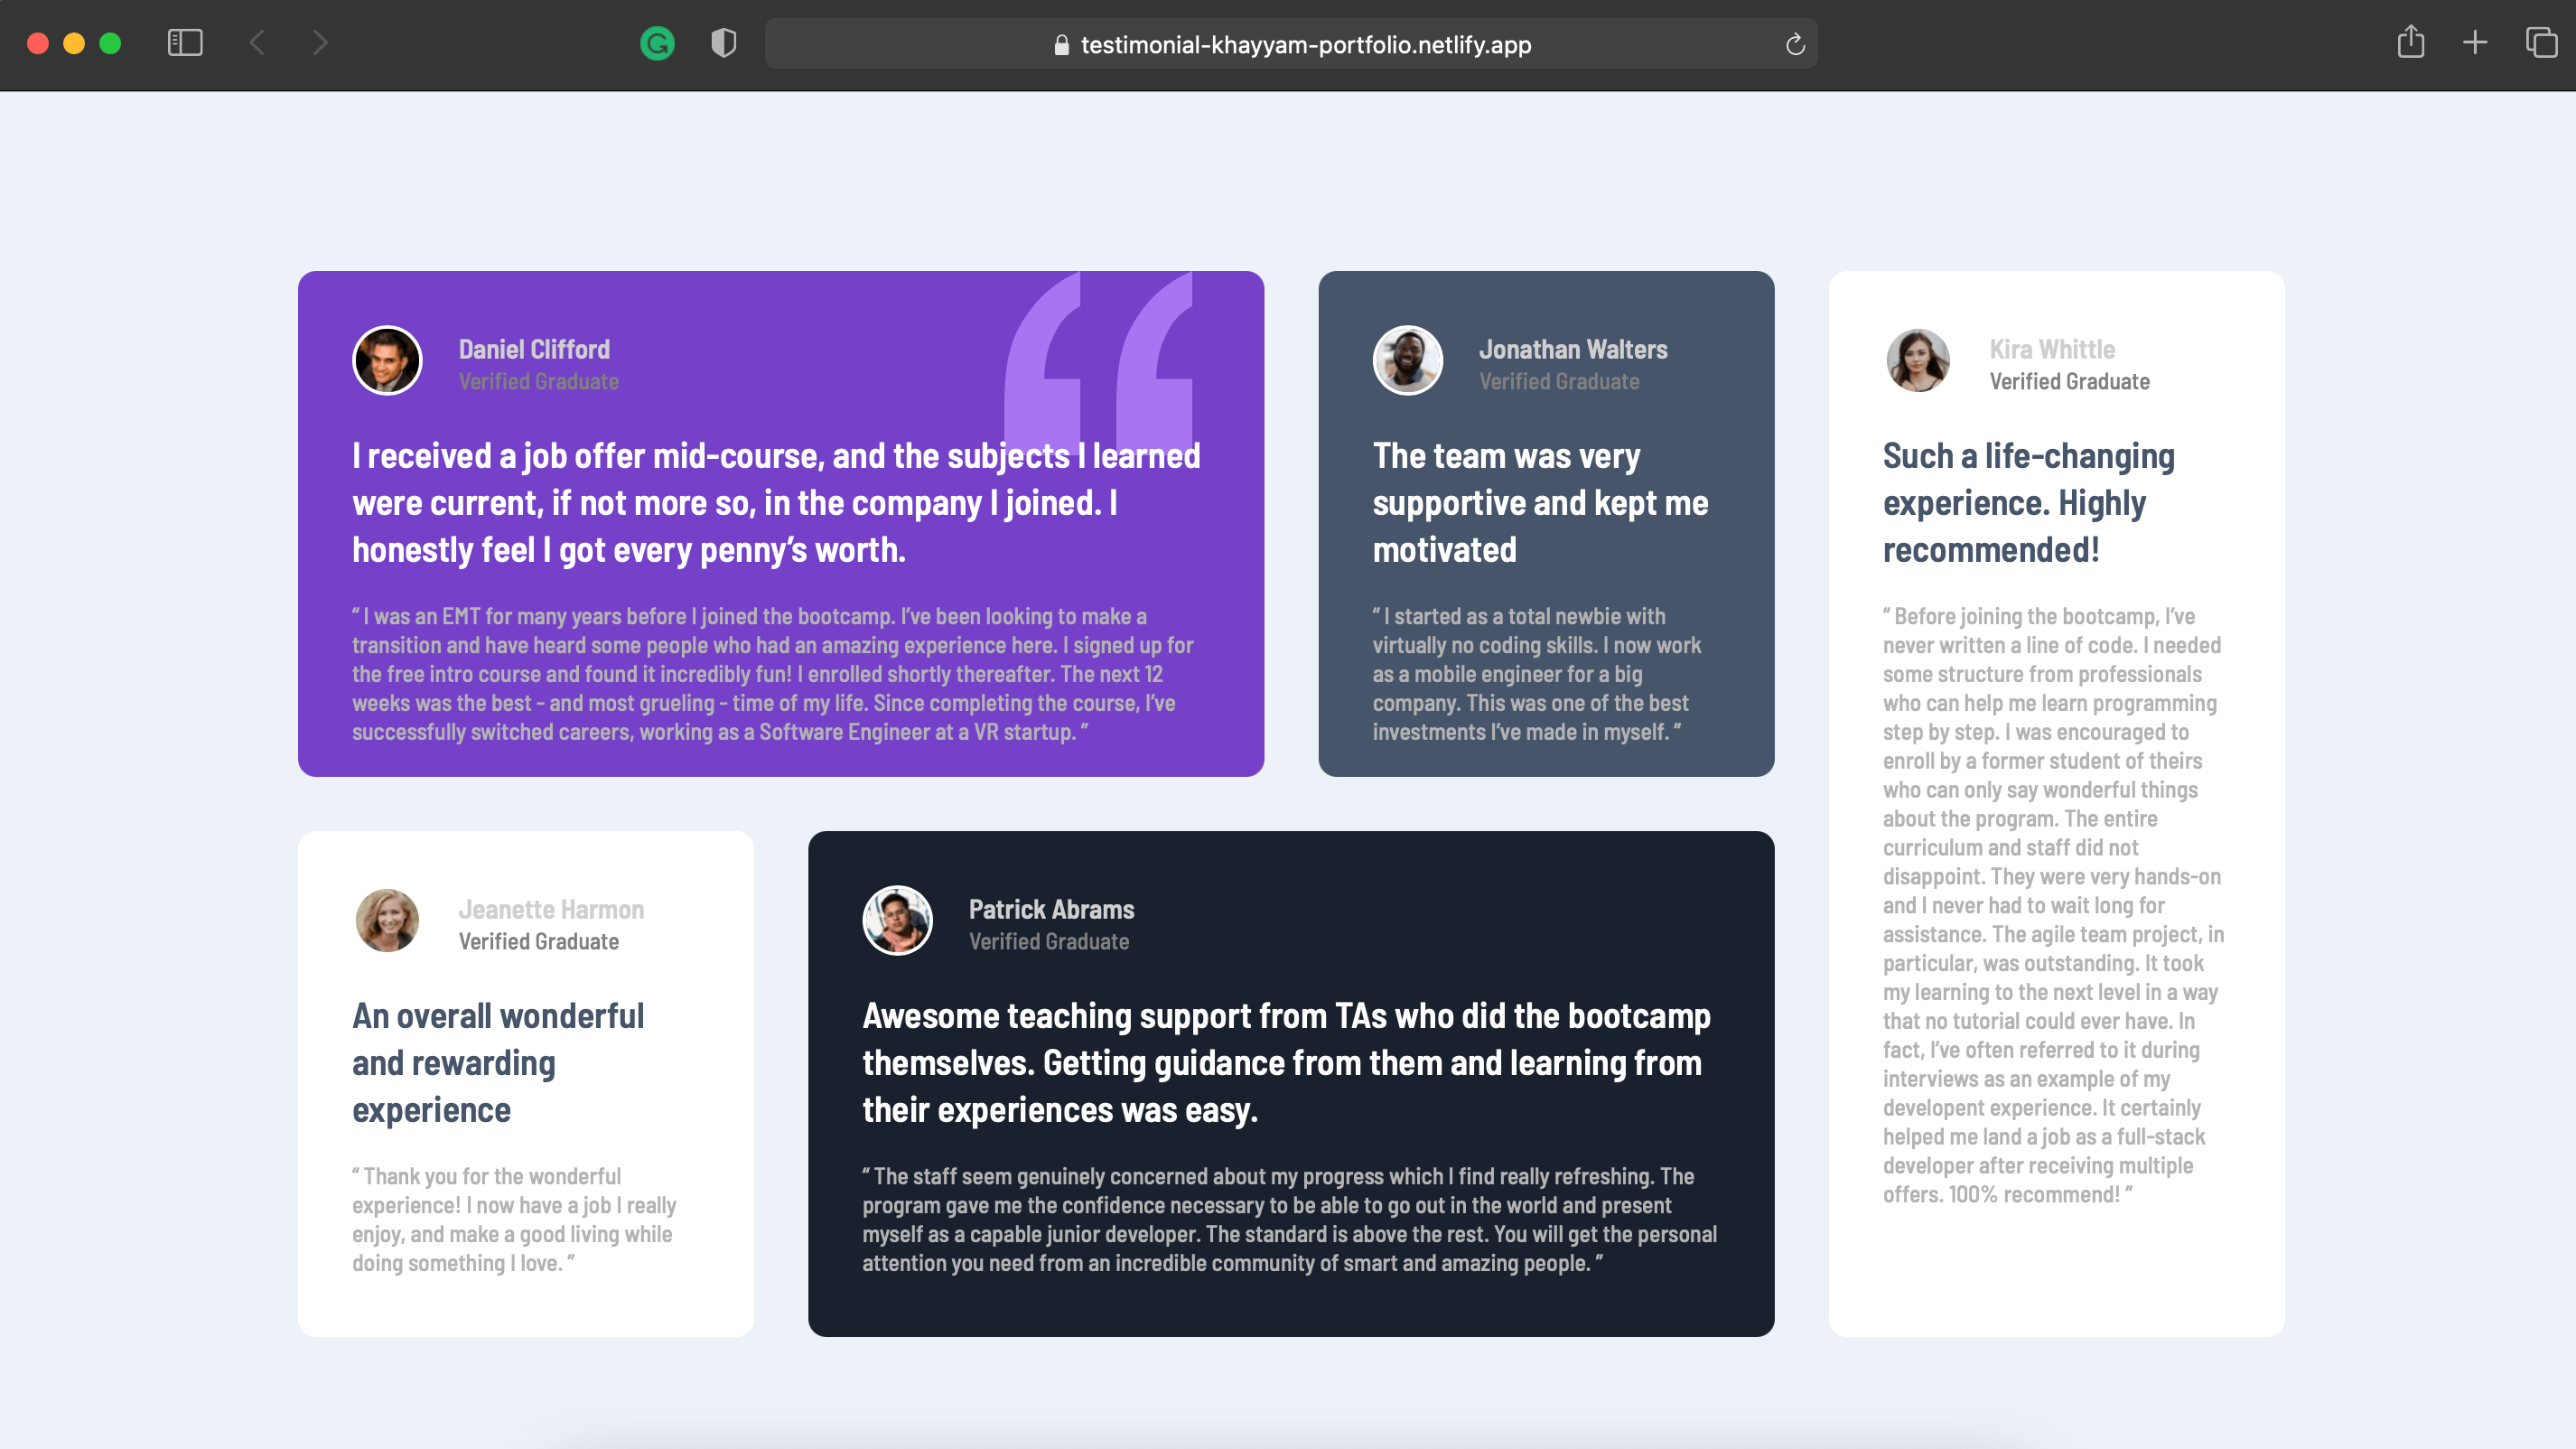 testimonial-khayyam-portfolio.netlify.app
Daniel Clifford
Verified Graduate
I received a job offer mid-course, and the subjects I learned
were current, if not more so, in the company I joined. I
honestly feel I got every penny’s worth.
“ I was an EMT for many years before I joined the bootcamp. I’ve been looking to make a
transition and have heard some people who had an amazing experience here. I signed up for
the free intro course and found it incredibly fun! I enrolled shortly thereafter. The next 12
weeks was the best - and most grueling - time of my life. Since completing the course, I’ve
successfully switched careers, working as a Software Engineer at a VR startup. ”
Jonathan Walters
Verified Graduate
The team was very
supportive and kept me
motivated
“ I started as a total newbie with
virtually no coding skills. I now work
as a mobile engineer for a big
company. This was one of the best
investments I’ve made in myself. ”
Kira Whittle
Verified Graduate
Such a life-changing
experience. Highly
recommended!
“ Before joining the bootcamp, I’ve
never written a line of code. I needed
some structure from professionals
who can help me learn programming
step by step. I was encouraged to
enroll by a former student of theirs
who can only say wonderful things
about the program. The entire
curriculum and staff did not
disappoint. They were very hands-on
and I never had to wait long for
assistance. The agile team project, in
particular, was outstanding. It took
my learning to the next level in a way
that no tutorial could ever have. In
fact, I’ve often referred to it during
interviews as an example of my
developent experience. It certainly
helped me land a job as a full-stack
developer after receiving multiple
offers. 100% recommend! ”
Jeanette Harmon
Verified Graduate
An overall wonderful
and rewarding
experience
“ Thank you for the wonderful
experience! I now have a job I really
enjoy, and make a good living while
doing something I love. ”
Patrick Abrams
Verified Graduate
Awesome teaching support from TAs who did the bootcamp
themselves. Getting guidance from them and learning from
their experiences was easy.
“ The staff seem genuinely concerned about my progress which I find really refreshing. The
program gave me the confidence necessary to be able to go out in the world and present
myself as a capable junior developer. The standard is above the rest. You will get the personal
attention you need from an incredible community of smart and amazing people. ”